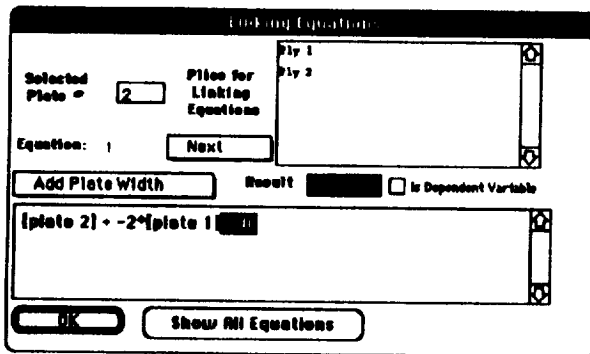 Linking Equations
Ply 1
Ply 2
Selected
Plate #
2
Plies for
Linking
Equations
Equation: 1
Next
Add Plate Width
Result
Is Dependent Variable
[plate 2] + -2*[plate 1]
OK
Show All Equations